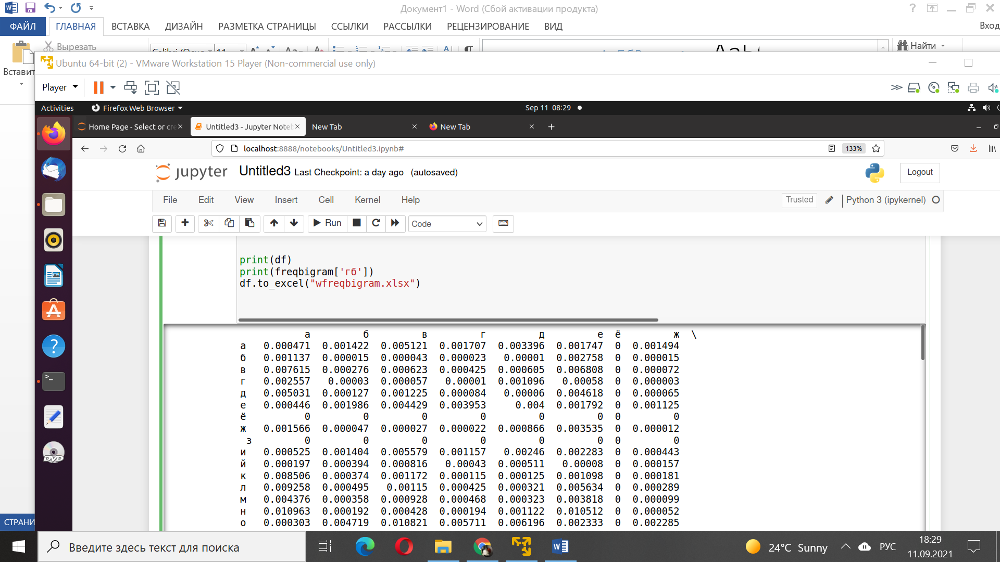 Документ1 - Word (Сбой активации продукта)
ФАЙЛ ГЛАВНАЯ ВСТАВКА ДИЗАЙН РАЗМЕТКА СТРАНИЦЫ ССЫЛКИ РАССЫЛКИ РЕЦЕНЗИРОВАНИЕ ВИД Вход
Вырезать
Найти
Вставит
Ubuntu 64-bit (2) - VMware Workstation 15 Player (Non-commercial use only)
Player
Activities Firefox Web Browser Sep 11 08:29
Home Page - Select or cre Untitled3 - Jupyter Noteb New Tab New Tab
localhost:8888/notebooks/Untitled3.ipynb# 133%
jupyter Untitled3 Last Checkpoint: a day ago (autosaved) Logout
File Edit View Insert Cell Kernel Help Trusted Python 3 (ipykernel)
Run Code
print(df)
print(freqbigram['гб'])
df.to_excel("wfreqbigram.xlsx")
а б в г д е ё ж \
а 0.000471 0.001422 0.005121 0.001707 0.003396 0.001747 0 0.001494
б 0.001137 0.000015 0.000043 0.000023 0.00001 0.002758 0 0.000015
в 0.007615 0.000276 0.000623 0.000425 0.000605 0.006808 0 0.000072
г 0.002557 0.00003 0.000057 0.00001 0.001096 0.00058 0 0.000003
д 0.005031 0.000127 0.001225 0.000084 0.00006 0.004618 0 0.000065
е 0.000446 0.001986 0.004429 0.003953 0.004 0.001792 0 0.001125
ё 0 0 0 0 0 0 0 0
ж 0.001566 0.000047 0.000027 0.000022 0.000866 0.003535 0 0.000012
з 0 0 0 0 0 0 0 0
и 0.000525 0.001404 0.005579 0.001157 0.00246 0.002283 0 0.000443
й 0.000197 0.000394 0.000816 0.00043 0.000511 0.00008 0 0.000157
к 0.008506 0.000374 0.001172 0.000115 0.000125 0.001098 0 0.000181
л 0.009258 0.000495 0.00115 0.000425 0.000321 0.005634 0 0.000289
м 0.004376 0.000358 0.000928 0.000468 0.000323 0.003818 0 0.000099
н 0.010963 0.000192 0.000428 0.000194 0.001122 0.010512 0 0.000052
о 0.000303 0.004719 0.010821 0.005711 0.006196 0.002333 0 0.002285
СТРАНИ
Введите здесь текст для поиска
24°C Sunny РУС 18:29
11.09.2021